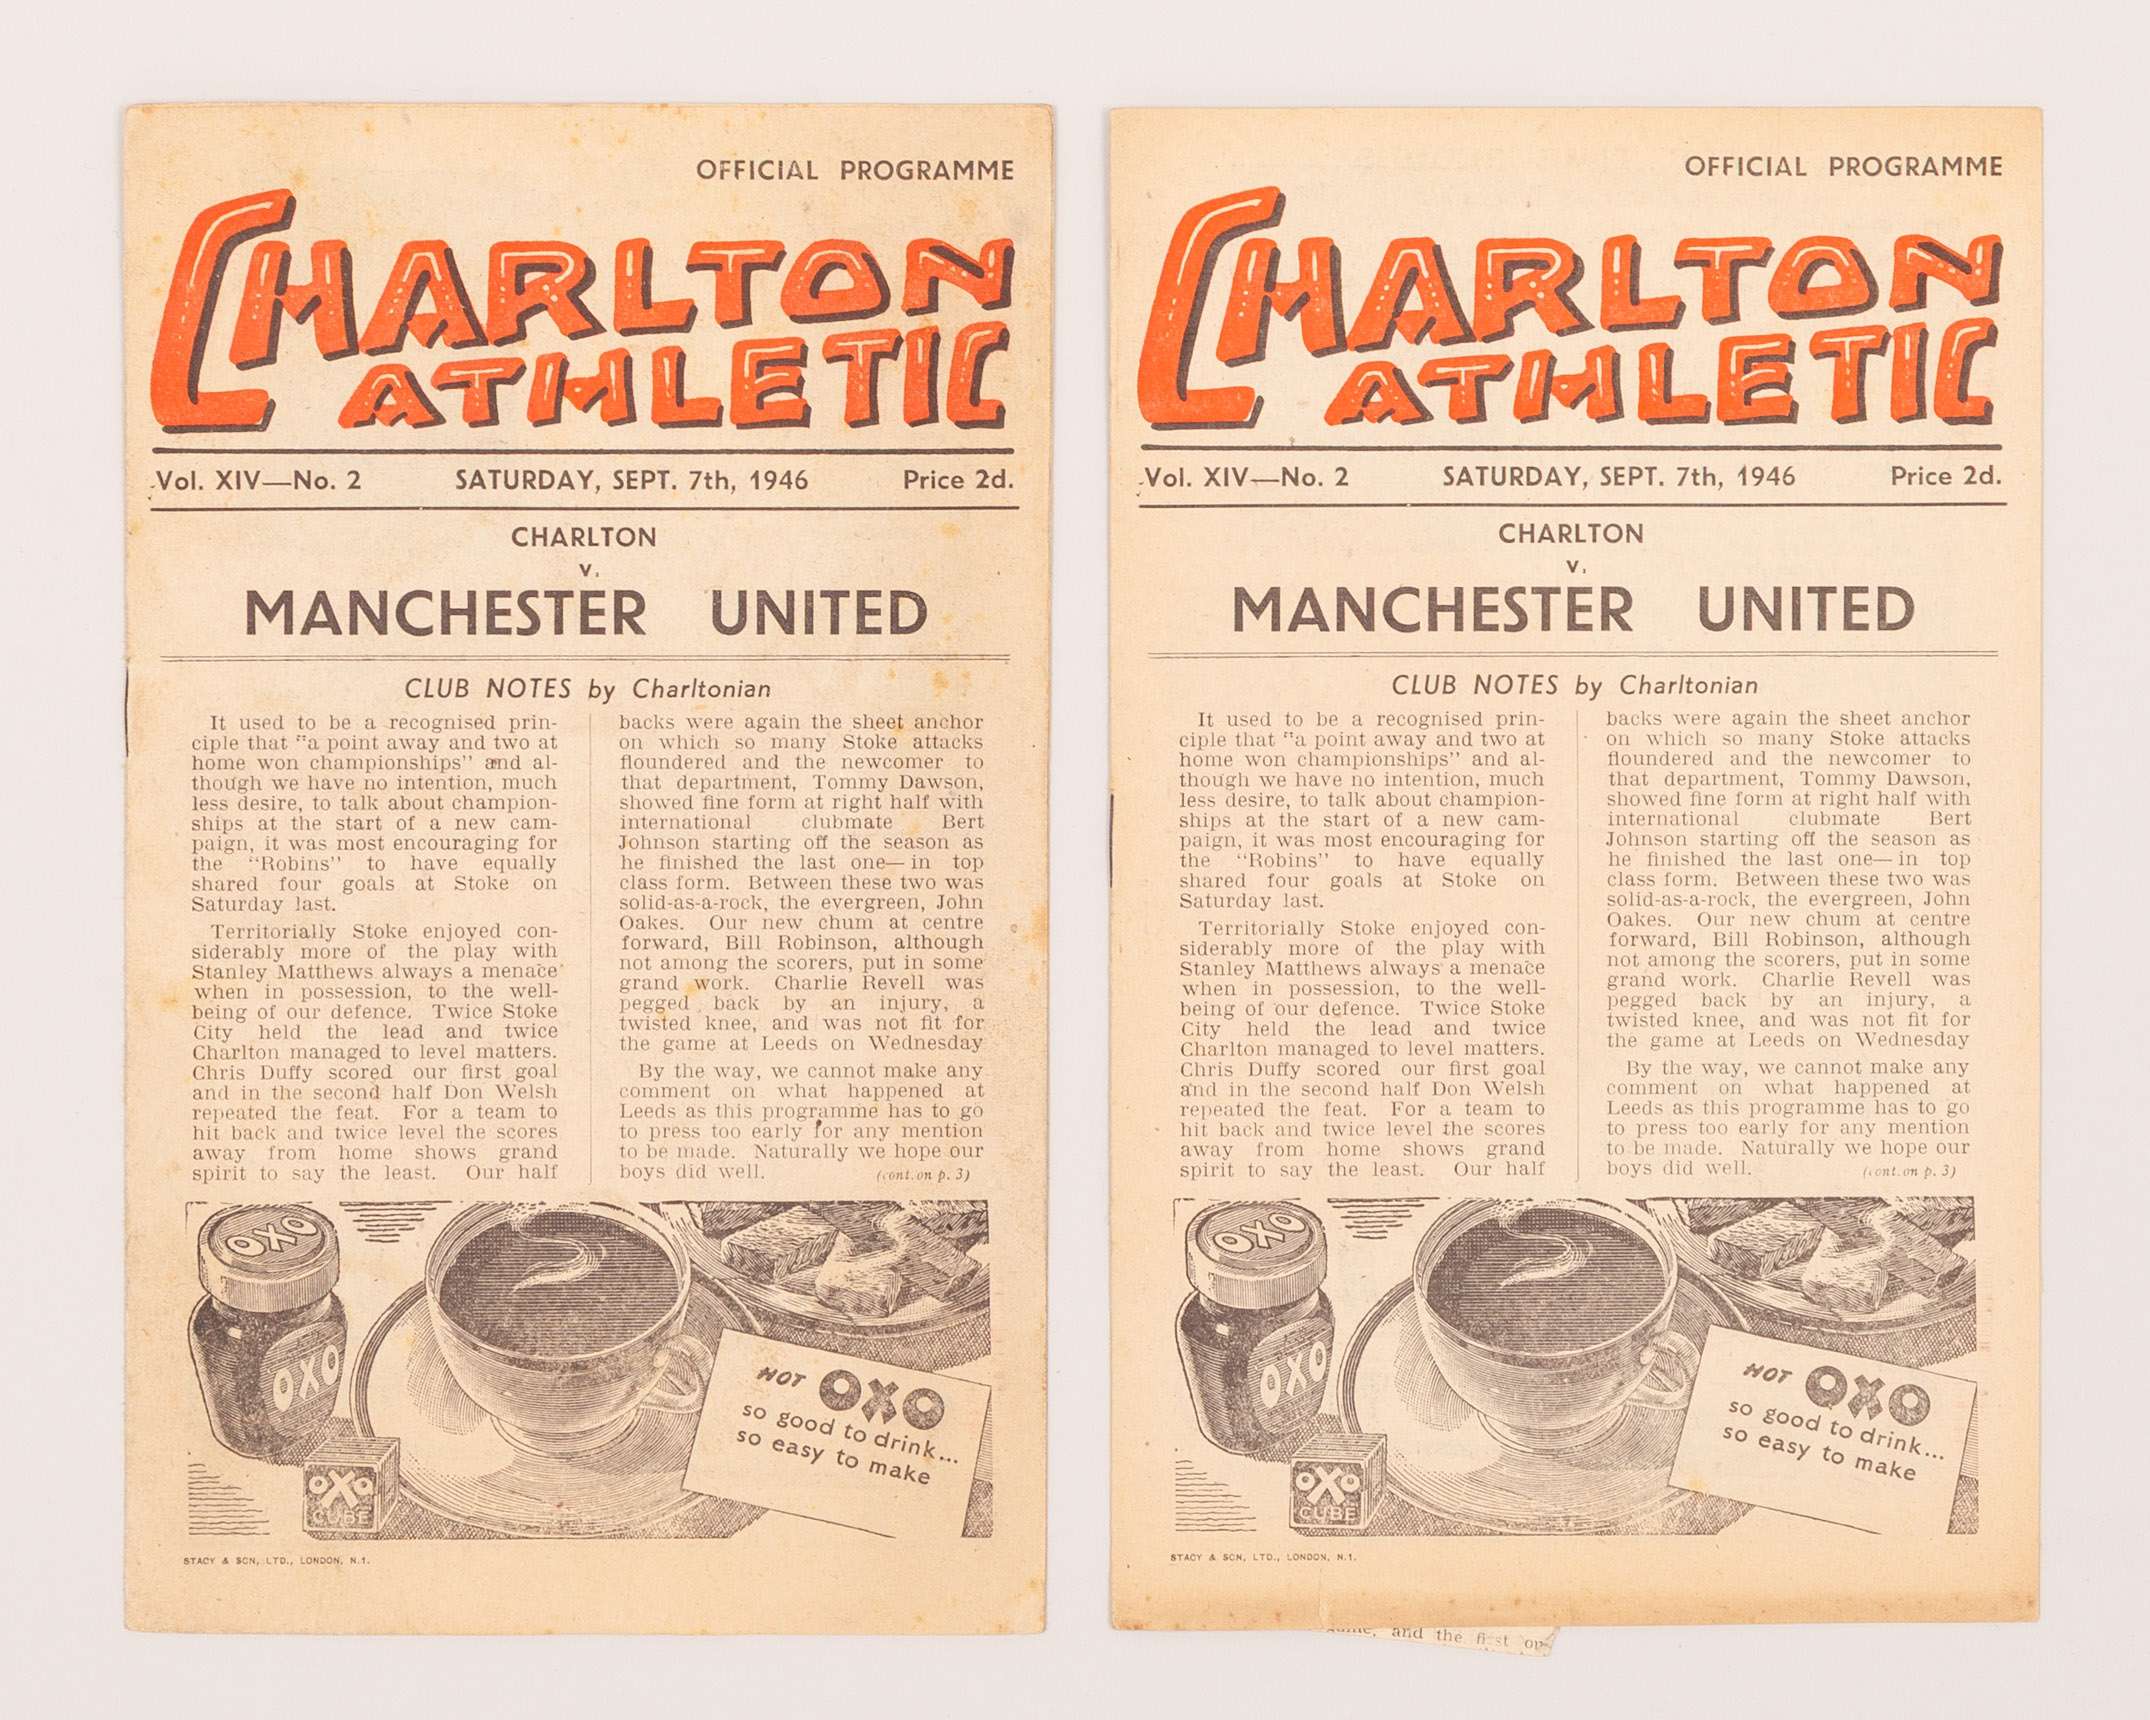 OFFICIAL PROGRAMME
CHARLTON
ATHLETIC
Vol. XIV—No. 2 SATURDAY, SEPT. 7th, 1946 Price 2d.
CHARLTON
v.
MANCHESTER UNITED
CLUB NOTES by Charltonian
It used to be a recognised prin-
ciple that "a point away and two at
home won championships" and al-
though we have no intention, much
less desire, to talk about champion-
ships at the start of a new cam-
paign, it was most encouraging for
the "Robins" to have equally
shared four goals at Stoke on
Saturday last.
Territorially Stoke enjoyed con-
siderably more of the play with
Stanley Matthews always a menace
when in possession, to the well-
being of our defence. Twice Stoke
City held the lead and twice
Charlton managed to level matters.
Chris Duffy scored our first goal
and in the second half Don Welsh
repeated the feat. For a team to
hit back and twice level the scores
away from home shows grand
spirit to say the least. Our half
backs were again the sheet anchor
on which so many Stoke attacks
floundered and the newcomer to
that department, Tommy Dawson,
showed fine form at right half with
international clubmate Bert
Johnson starting off the season as
he finished the last one—in top
class form. Between these two was
solid-as-a-rock, the evergreen, John
Oakes. Our new chum at centre
forward, Bill Robinson, although
not among the scorers, put in some
grand work. Charlie Revell was
pegged back by an injury, a
twisted knee, and was not fit for
the game at Leeds on Wednesday
By the way, we cannot make any
comment on what happened at
Leeds as this programme has to go
to press too early for any mention
to be made. Naturally we hope our
boys did well. (cont. on p. 3)
OXO
OXO
OXO
CUBE
HOT OXO
so good to drink...
so easy to make
STACY & SON, LTD., LONDON, N.1.
OFFICIAL PROGRAMME
CHARLTON
ATHLETIC
Vol. XIV—No. 2 SATURDAY, SEPT. 7th, 1946 Price 2d.
CHARLTON
v.
MANCHESTER UNITED
CLUB NOTES by Charltonian
It used to be a recognised prin-
ciple that "a point away and two at
home won championships" and al-
though we have no intention, much
less desire, to talk about champion-
ships at the start of a new cam-
paign, it was most encouraging for
the "Robins" to have equally
shared four goals at Stoke on
Saturday last.
Territorially Stoke enjoyed con-
siderably more of the play with
Stanley Matthews always a menace
when in possession, to the well-
being of our defence. Twice Stoke
City held the lead and twice
Charlton managed to level matters.
Chris Duffy scored our first goal
and in the second half Don Welsh
repeated the feat. For a team to
hit back and twice level the scores
away from home shows grand
spirit to say the least. Our half
backs were again the sheet anchor
on which so many Stoke attacks
floundered and the newcomer to
that department, Tommy Dawson,
showed fine form at right half with
international clubmate Bert
Johnson starting off the season as
he finished the last one—in top
class form. Between these two was
solid-as-a-rock, the evergreen, John
Oakes. Our new chum at centre
forward, Bill Robinson, although
not among the scorers, put in some
grand work. Charlie Revell was
pegged back by an injury, a
twisted knee, and was not fit for
the game at Leeds on Wednesday
By the way, we cannot make any
comment on what happened at
Leeds as this programme has to go
to press too early for any mention
to be made. Naturally we hope our
boys did well. (cont. on p. 3)
OXO
OXO
OXO
CUBE
HOT OXO
so good to drink...
so easy to make
STACY & SON, LTD., LONDON, N.1.
and the first